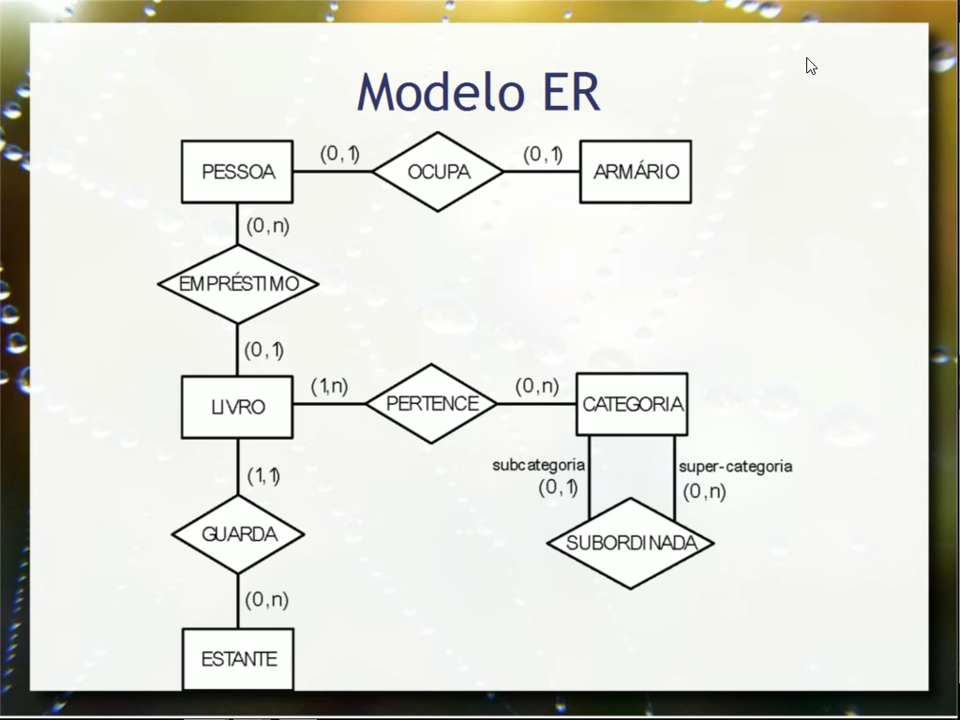 Modelo ER
PESSOA
(0,1)
OCUPA
(0,1)
ARMÁRIO
(0,n)
EMPRÉSTIMO
(0,1)
LIVRO
(1,n)
PERTENCE
(0,n)
CATEGORIA
subcategoria
(0,1)
super-categoria
(0,n)
(1,1)
GUARDA
SUBORDINADA
(0,n)
ESTANTE